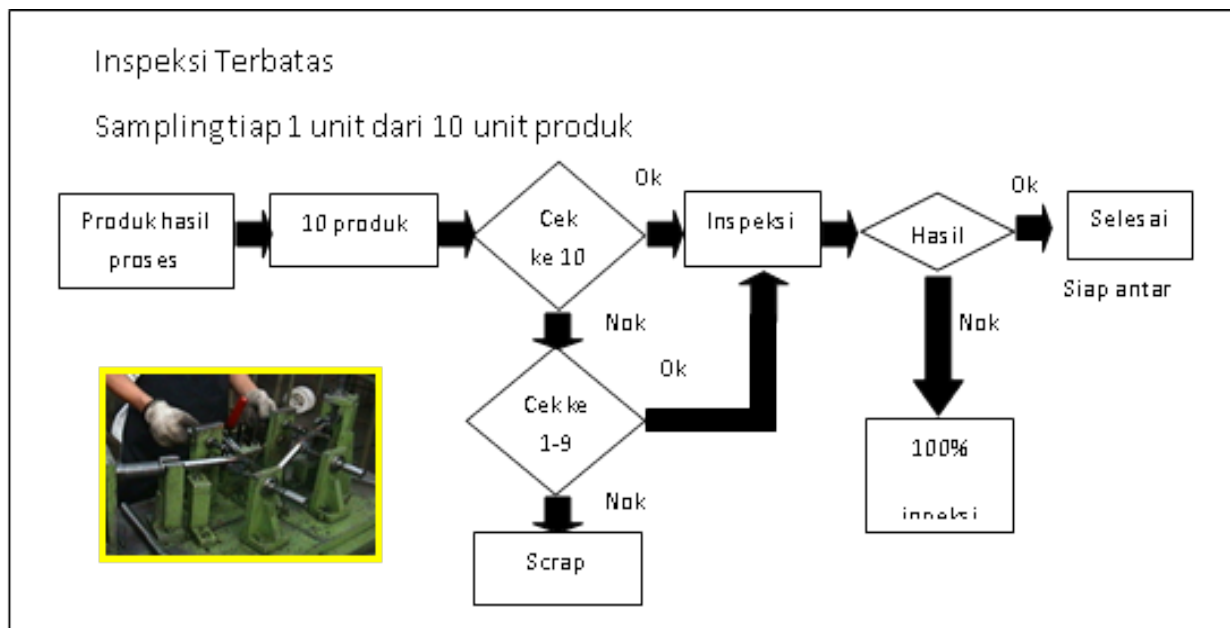 Inspeksi Terbatas
Sampling tiap 1 unit dari 10 unit produk
Produk hasil
proses
10 produk
Cek
ke 10
Ok
Inspeksi
Hasil
Ok
Selesai
Siap antar
Nok
Nok
Cek ke
1-9
Ok
100%
Nok
Scrap